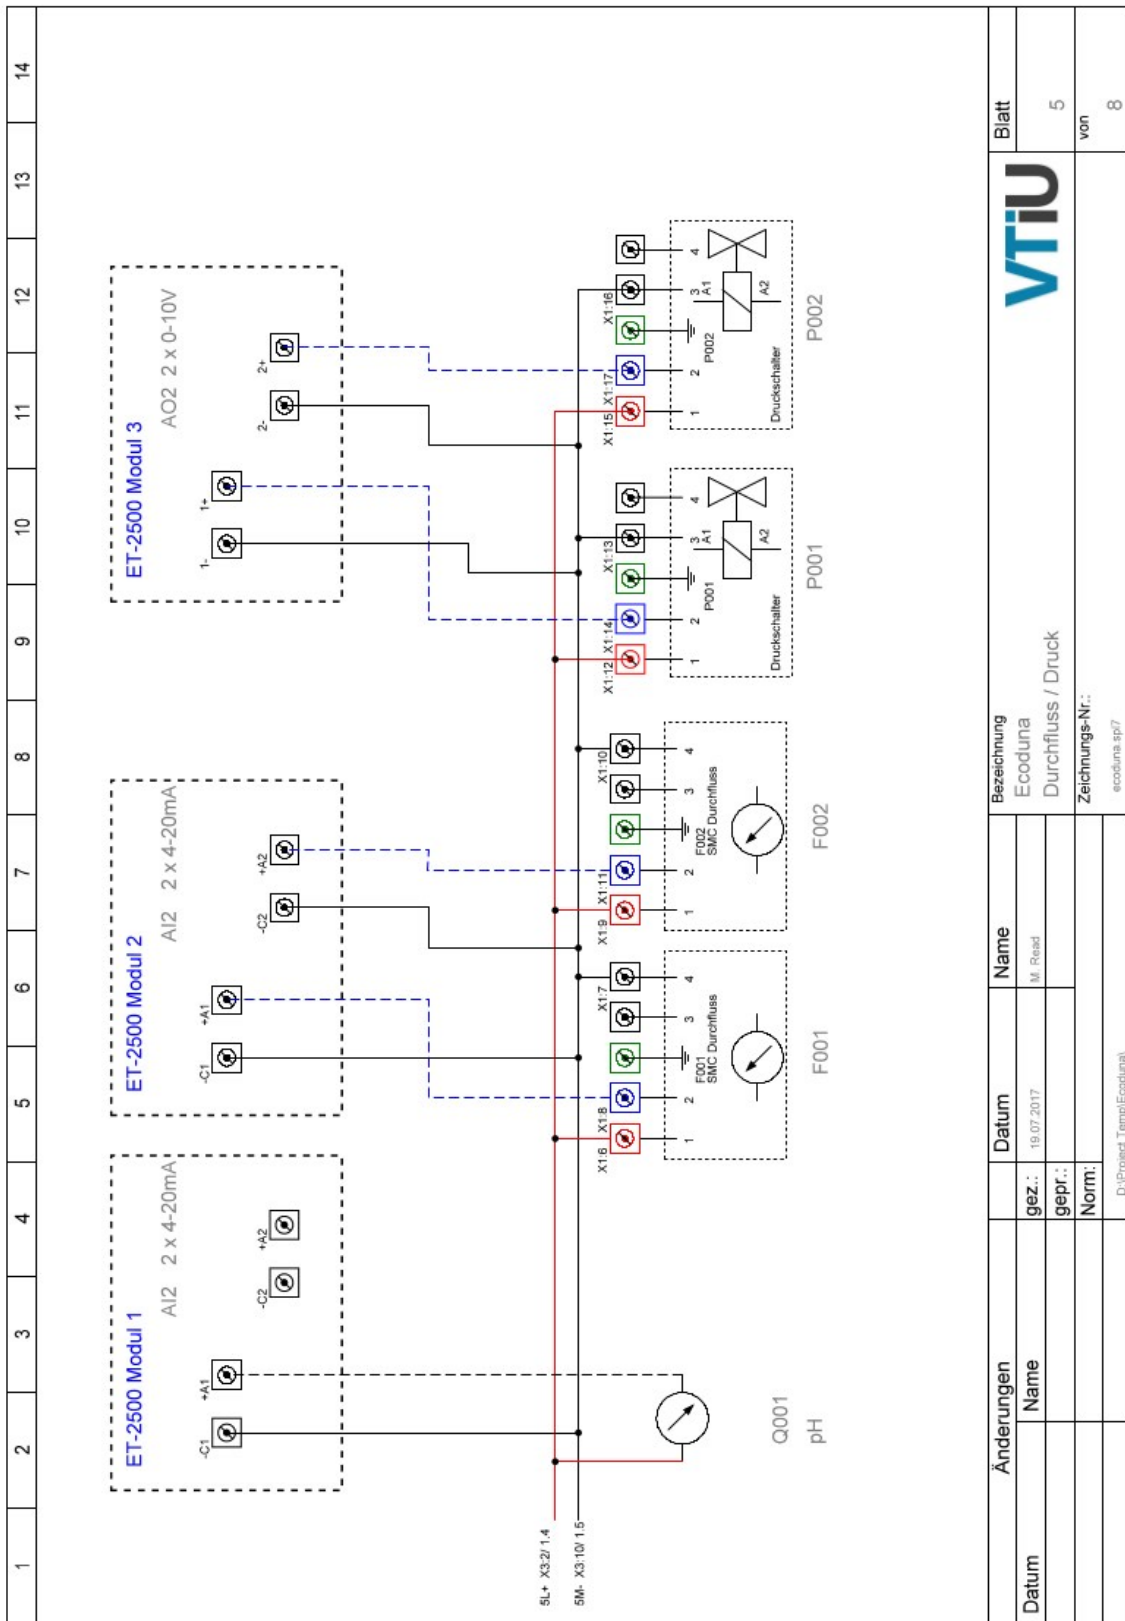 1 2 3 4 5 6 7 8 9 10 11 12 13 14
ET-2500 Modul 1
AI2 2 x 4-20mA
-C1
+A1
-C2
+A2
ET-2500 Modul 2
AI2 2 x 4-20mA
-C1
+A1
-C2
+A2
ET-2500 Modul 3
AO2 2 x 0-10V
1-
1+
2-
2+
5L+ X3:2/ 1.4
5M- X3:10/ 1.5
Q001
pH
X1:6 X1:8 X1:7
1 2 3 4
F001
SMC Durchfluss
F001
X1:9 X1:11 X1:10
1 2 3 4
F002
SMC Durchfluss
F002
X1:12 X1:14 X1:13
1 2 3 4
P001
A1
A2
Druckschalter
P001
X1:15 X1:17 X1:16
1 2 3 4
P002
A1
A2
Druckschalter
P002
Änderungen
Datum
Name
gez.:
gepr.:
Norm:
Datum
19.07.2017
Name
M. Read
D:\Project Temp\Ecoduna\
Bezeichnung
Ecoduna
Durchfluss / Druck
Zeichnungs-Nr.:
ecoduna.spl7
VTiU
Blatt
5
von
8